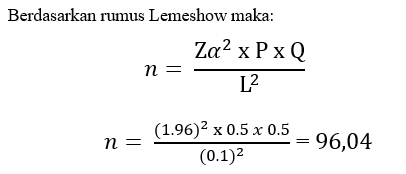 Berdasarkan rumus Lemeshow maka:
n = Zα² x P x Q / L²
n = (1.96)² x 0.5 x 0.5 / (0.1)² = 96,04